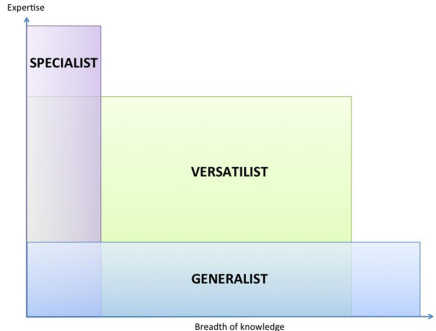 Expertise
SPECIALIST
VERSATILIST
GENERALIST
Breadth of knowledge